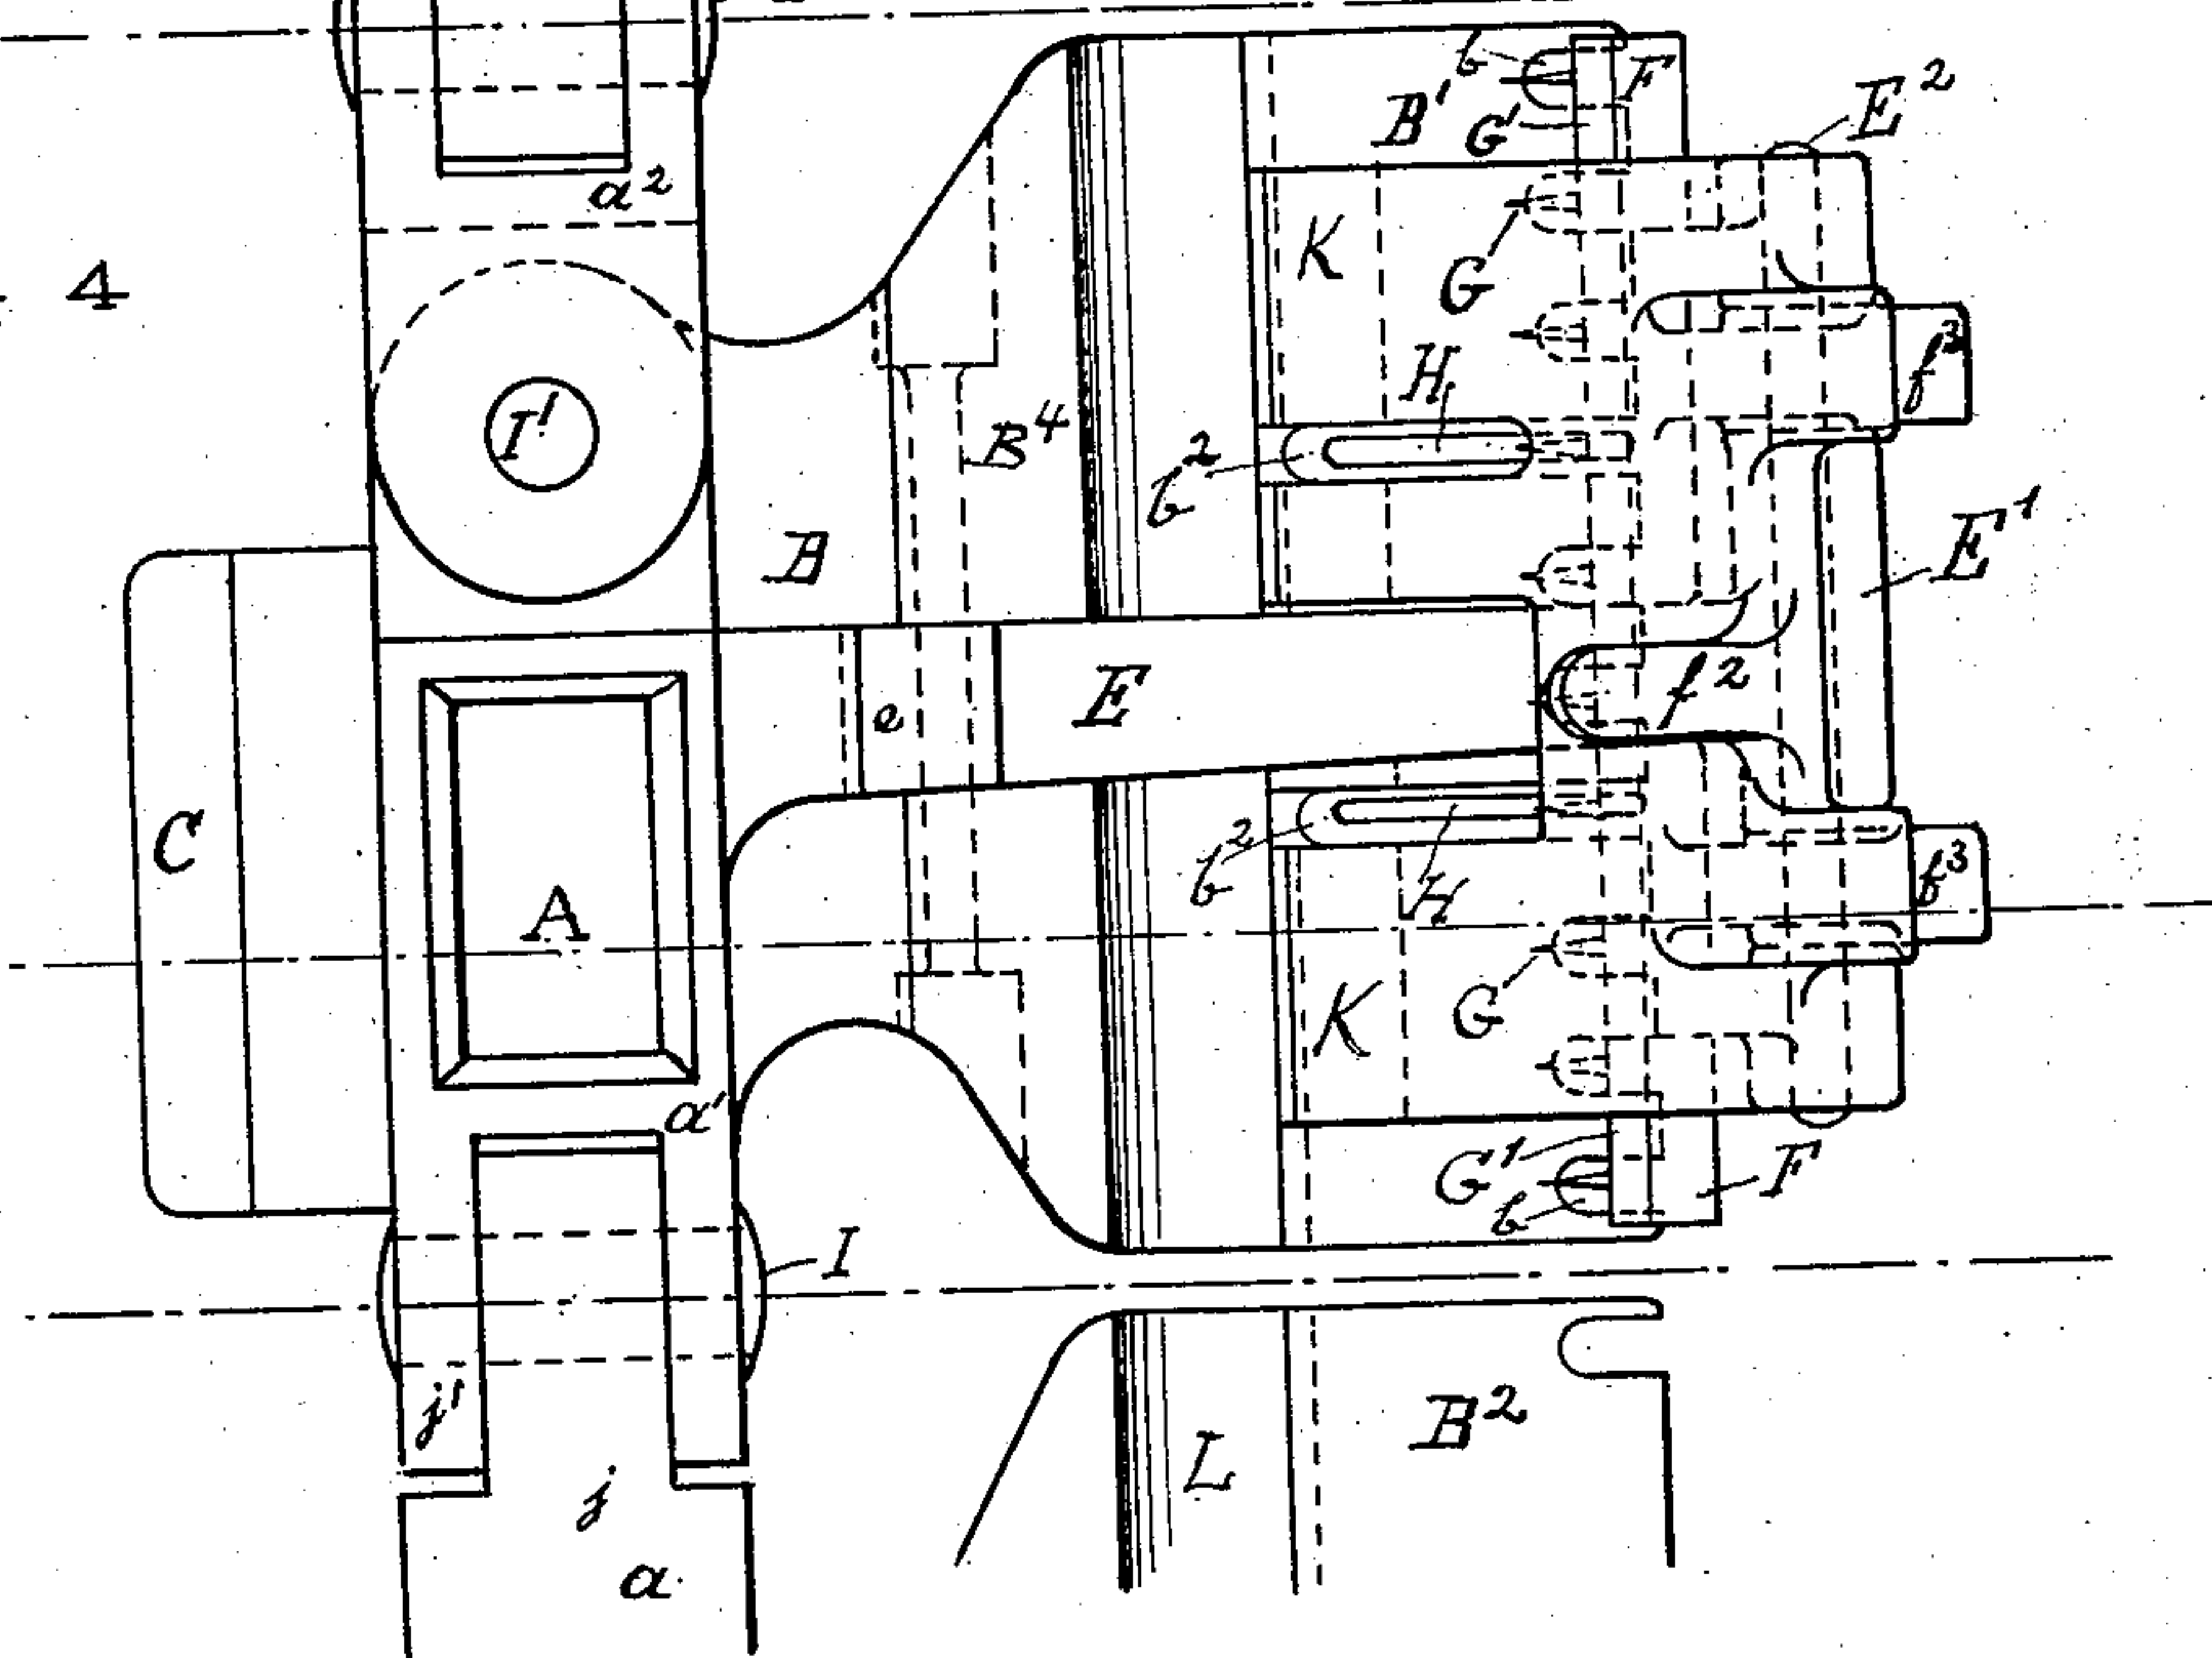 b
F
B'
G'
E²
a²
4
K
G
f³
H
I'
B⁴
b²
E¹
B
f²
E
e
C
b²
f³
A
H
G
K
a'
G¹
F
b
I
j'
B²
L
j
a